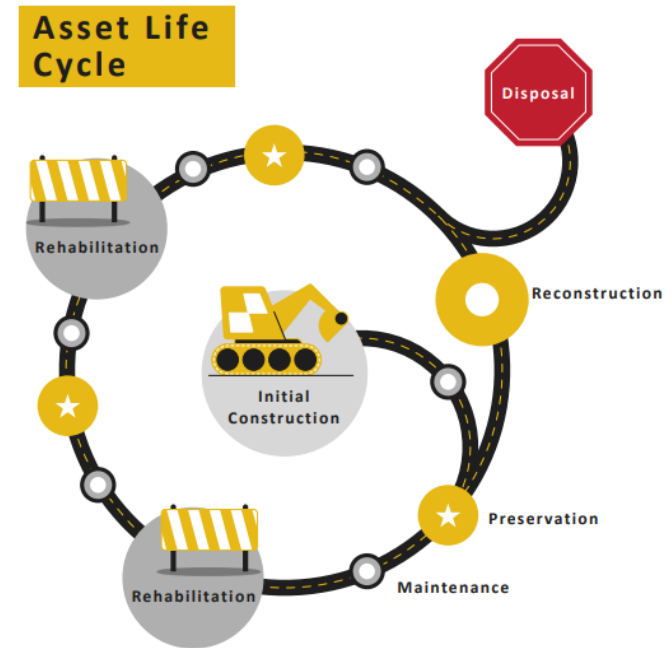 Asset Life
Cycle
Disposal
Rehabilitation
Reconstruction
Initial
Construction
Preservation
Maintenance
Rehabilitation